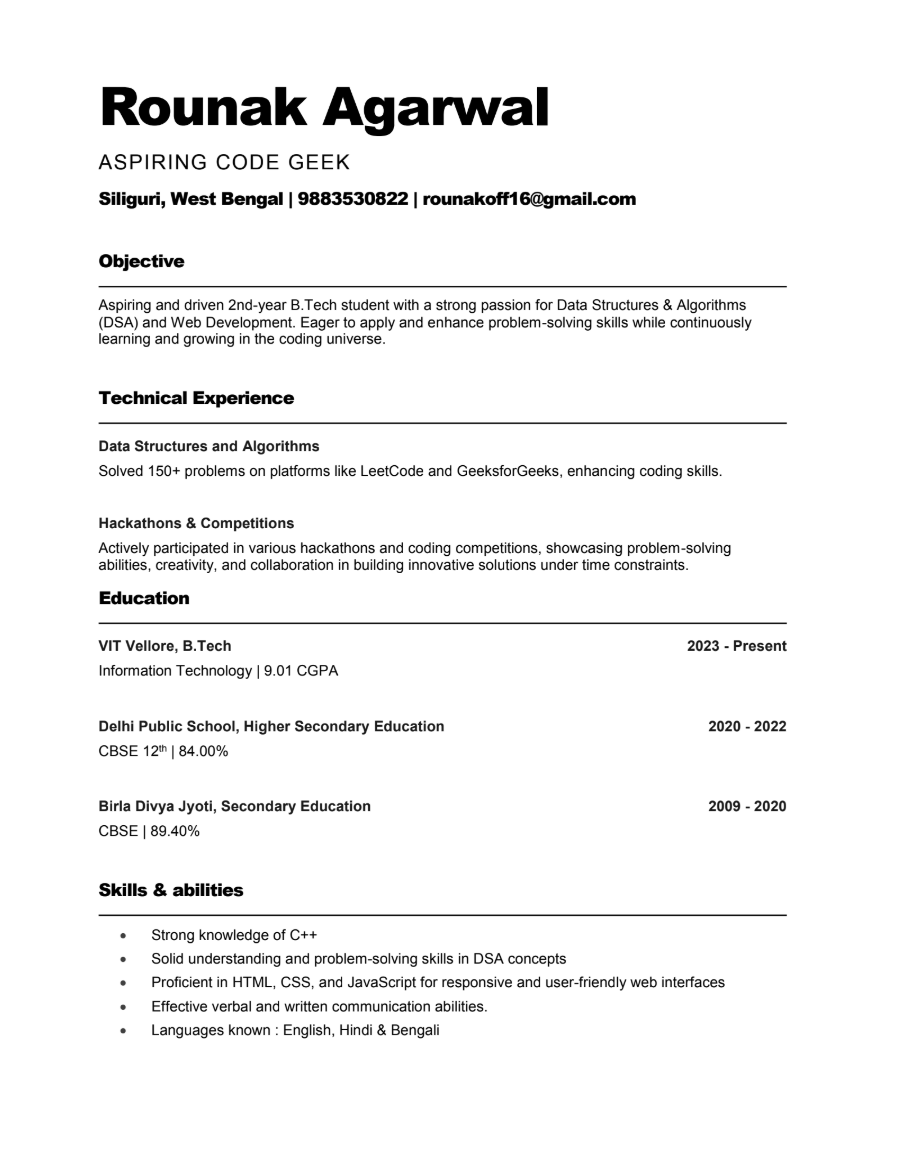 Rounak Agarwal
ASPIRING CODE GEEK
Siliguri, West Bengal | 9883530822 | rounakoff16@gmail.com
Objective
Aspiring and driven 2nd-year B.Tech student with a strong passion for Data Structures & Algorithms
(DSA) and Web Development. Eager to apply and enhance problem-solving skills while continuously
learning and growing in the coding universe.
Technical Experience
Data Structures and Algorithms
Solved 150+ problems on platforms like LeetCode and GeeksforGeeks, enhancing coding skills.
Hackathons & Competitions
Actively participated in various hackathons and coding competitions, showcasing problem-solving
abilities, creativity, and collaboration in building innovative solutions under time constraints.
Education
VIT Vellore, B.Tech 2023 - Present
Information Technology | 9.01 CGPA
Delhi Public School, Higher Secondary Education 2020 - 2022
CBSE 12th | 84.00%
Birla Divya Jyoti, Secondary Education 2009 - 2020
CBSE | 89.40%
Skills & abilities
• Strong knowledge of C++
• Solid understanding and problem-solving skills in DSA concepts
• Proficient in HTML, CSS, and JavaScript for responsive and user-friendly web interfaces
• Effective verbal and written communication abilities.
• Languages known : English, Hindi & Bengali